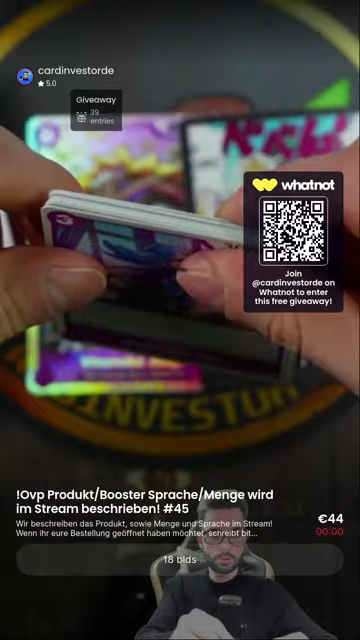 cardinvestorde
5.0
Giveaway
39
entries
whatnot
Join
@cardinvestorde on
Whatnot to enter
this free giveaway!
!Ovp Produkt/Booster Sprache/Menge wird
im Stream beschrieben! #45
€44
Wir beschreiben das Produkt, sowie Menge und Sprache im Stream!
00:00
Wenn ihr eure Bestellung geöffnet haben möchtet, schreibt bit...
18 bids